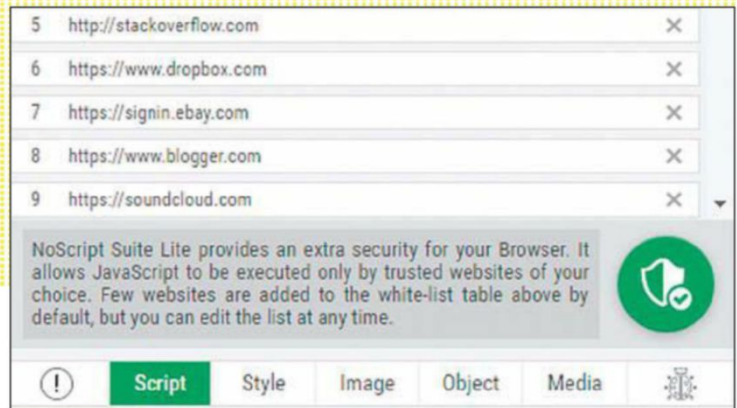 5 http://stackoverflow.com
6 https://www.dropbox.com
7 https://signin.ebay.com
8 https://www.blogger.com
9 https://soundcloud.com
NoScript Suite Lite provides an extra security for your Browser. It
allows JavaScript to be executed only by trusted websites of your
choice. Few websites are added to the white-list table above by
default, but you can edit the list at any time.
Script Style Image Object Media